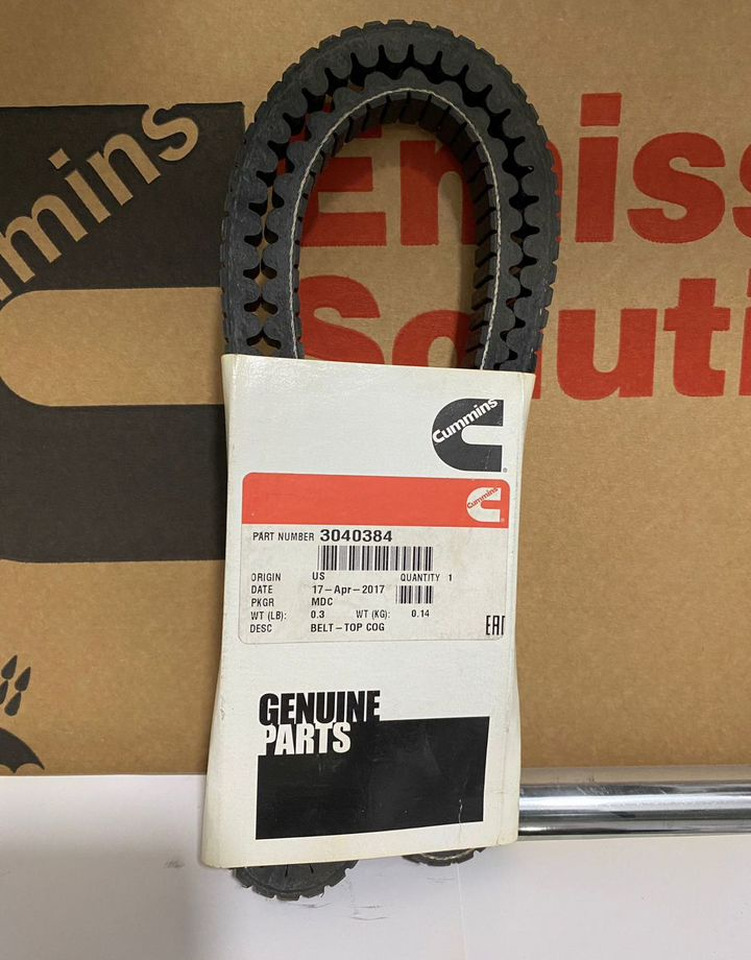 Cummins
Emiss
Soluti
Cummins
Cummins
PART NUMBER 3040384
ORIGIN US QUANTITY 1
DATE 17-Apr-2017
PKGR MDC
WT (LB): 0.3 WT (KG): 0.14
DESC BELT-TOP COG
EAC
GENUINE
PARTS